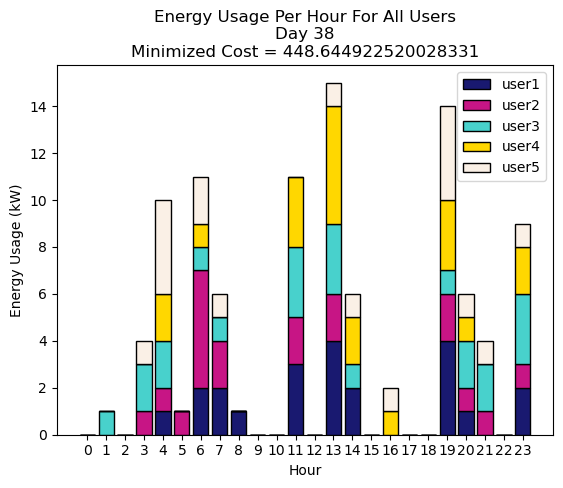 Energy Usage Per Hour For All Users
Day 38
Minimized Cost = 448.644922520028331
user1
user2
user3
user4
user5
Energy Usage (kW)
14
12
10
8
6
4
2
0
0 1 2 3 4 5 6 7 8 9 10 11 12 13 14 15 16 17 18 19 20 21 22 23
Hour